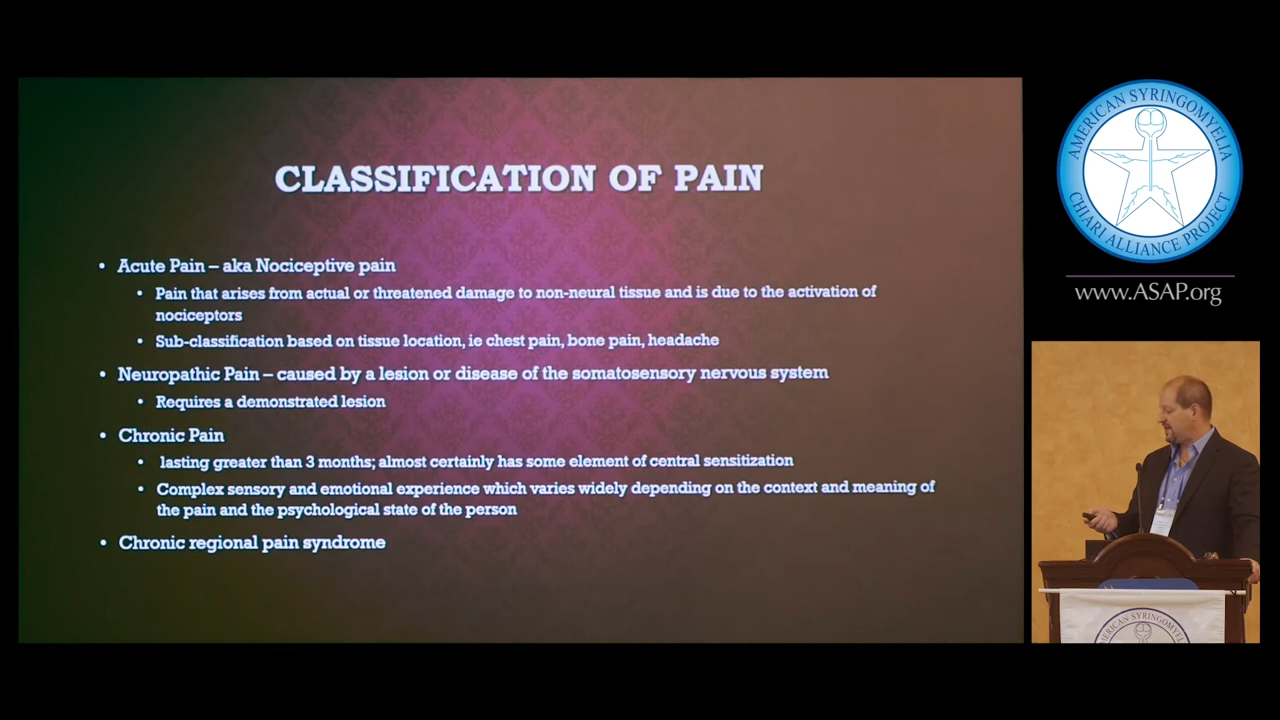 CLASSIFICATION OF PAIN
• Acute Pain – aka Nociceptive pain
• Pain that arises from actual or threatened damage to non-neural tissue and is due to the activation of
nociceptors
• Sub-classification based on tissue location, ie chest pain, bone pain, headache
• Neuropathic Pain – caused by a lesion or disease of the somatosensory nervous system
• Requires a demonstrated lesion
• Chronic Pain
• lasting greater than 3 months; almost certainly has some element of central sensitization
• Complex sensory and emotional experience which varies widely depending on the context and meaning of
the pain and the psychological state of the person
• Chronic regional pain syndrome
AMERICAN SYRINGOMYELIA
CHIARI ALLIANCE PROJECT
www.ASAP.org
AMERICAN SYRINGOMYELIA